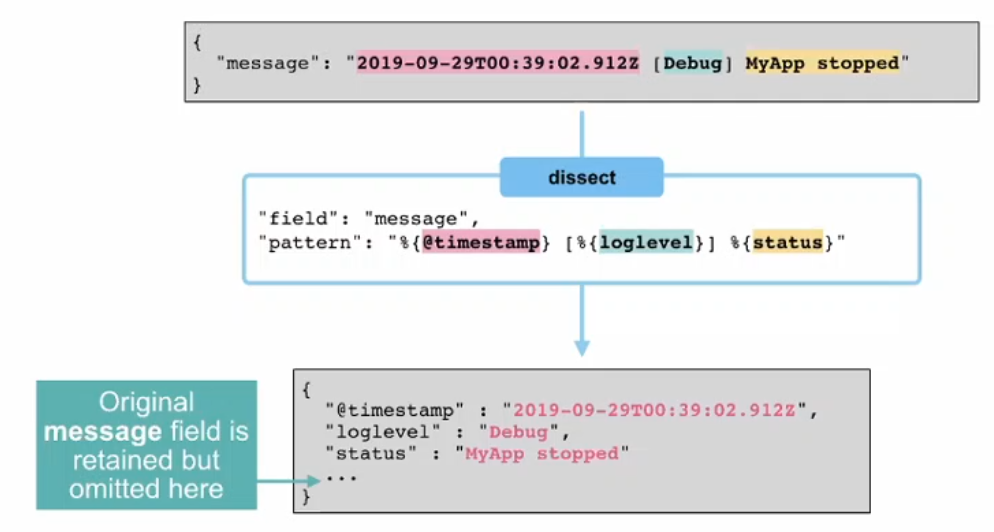 {
"message": "2019-09-29T00:39:02.912Z [Debug] MyApp stopped"
}
dissect
"field": "message",
"pattern": "%{@timestamp} [%{loglevel}] %{status}"
Original
message field is
retained but
omitted here
{
"@timestamp" : "2019-09-29T00:39:02.912Z",
"loglevel" : "Debug",
"status" : "MyApp stopped"
...
}